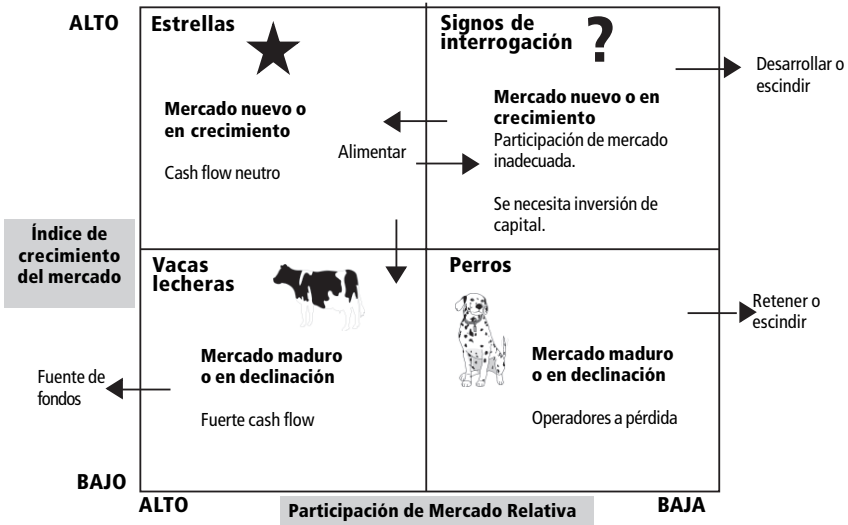 ALTO
Estrellas
Signos de
interrogación
?
Desarrollar o
escindir
Mercado nuevo o
en crecimiento
Mercado nuevo o en
crecimiento
Participación de mercado
inadecuada.
Alimentar
Cash flow neutro
Se necesita inversión de
capital.
Índice de
crecimiento
del mercado
Vacas
lecheras
Perros
Retener o
escindir
Mercado maduro
o en declinación
Mercado maduro
o en declinación
Fuente de
fondos
Fuerte cash flow
Operadores a pérdida
BAJO
ALTO
Participación de Mercado Relativa
BAJA